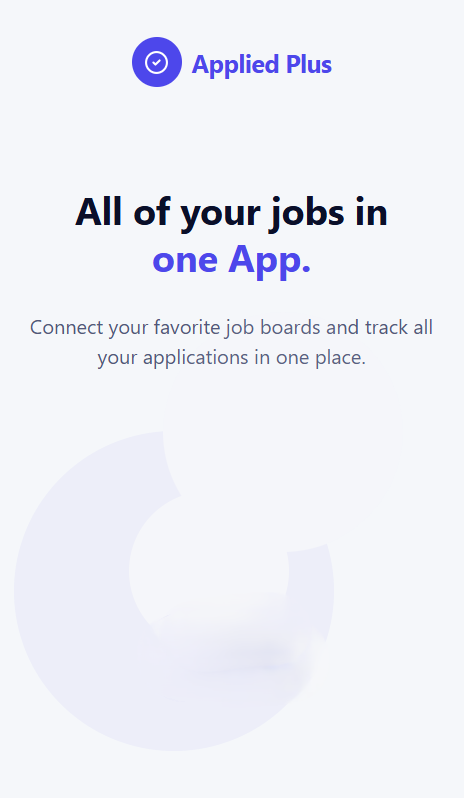 Applied Plus
All of your jobs in
one App.
Connect your favorite job boards and track all
your applications in one place.